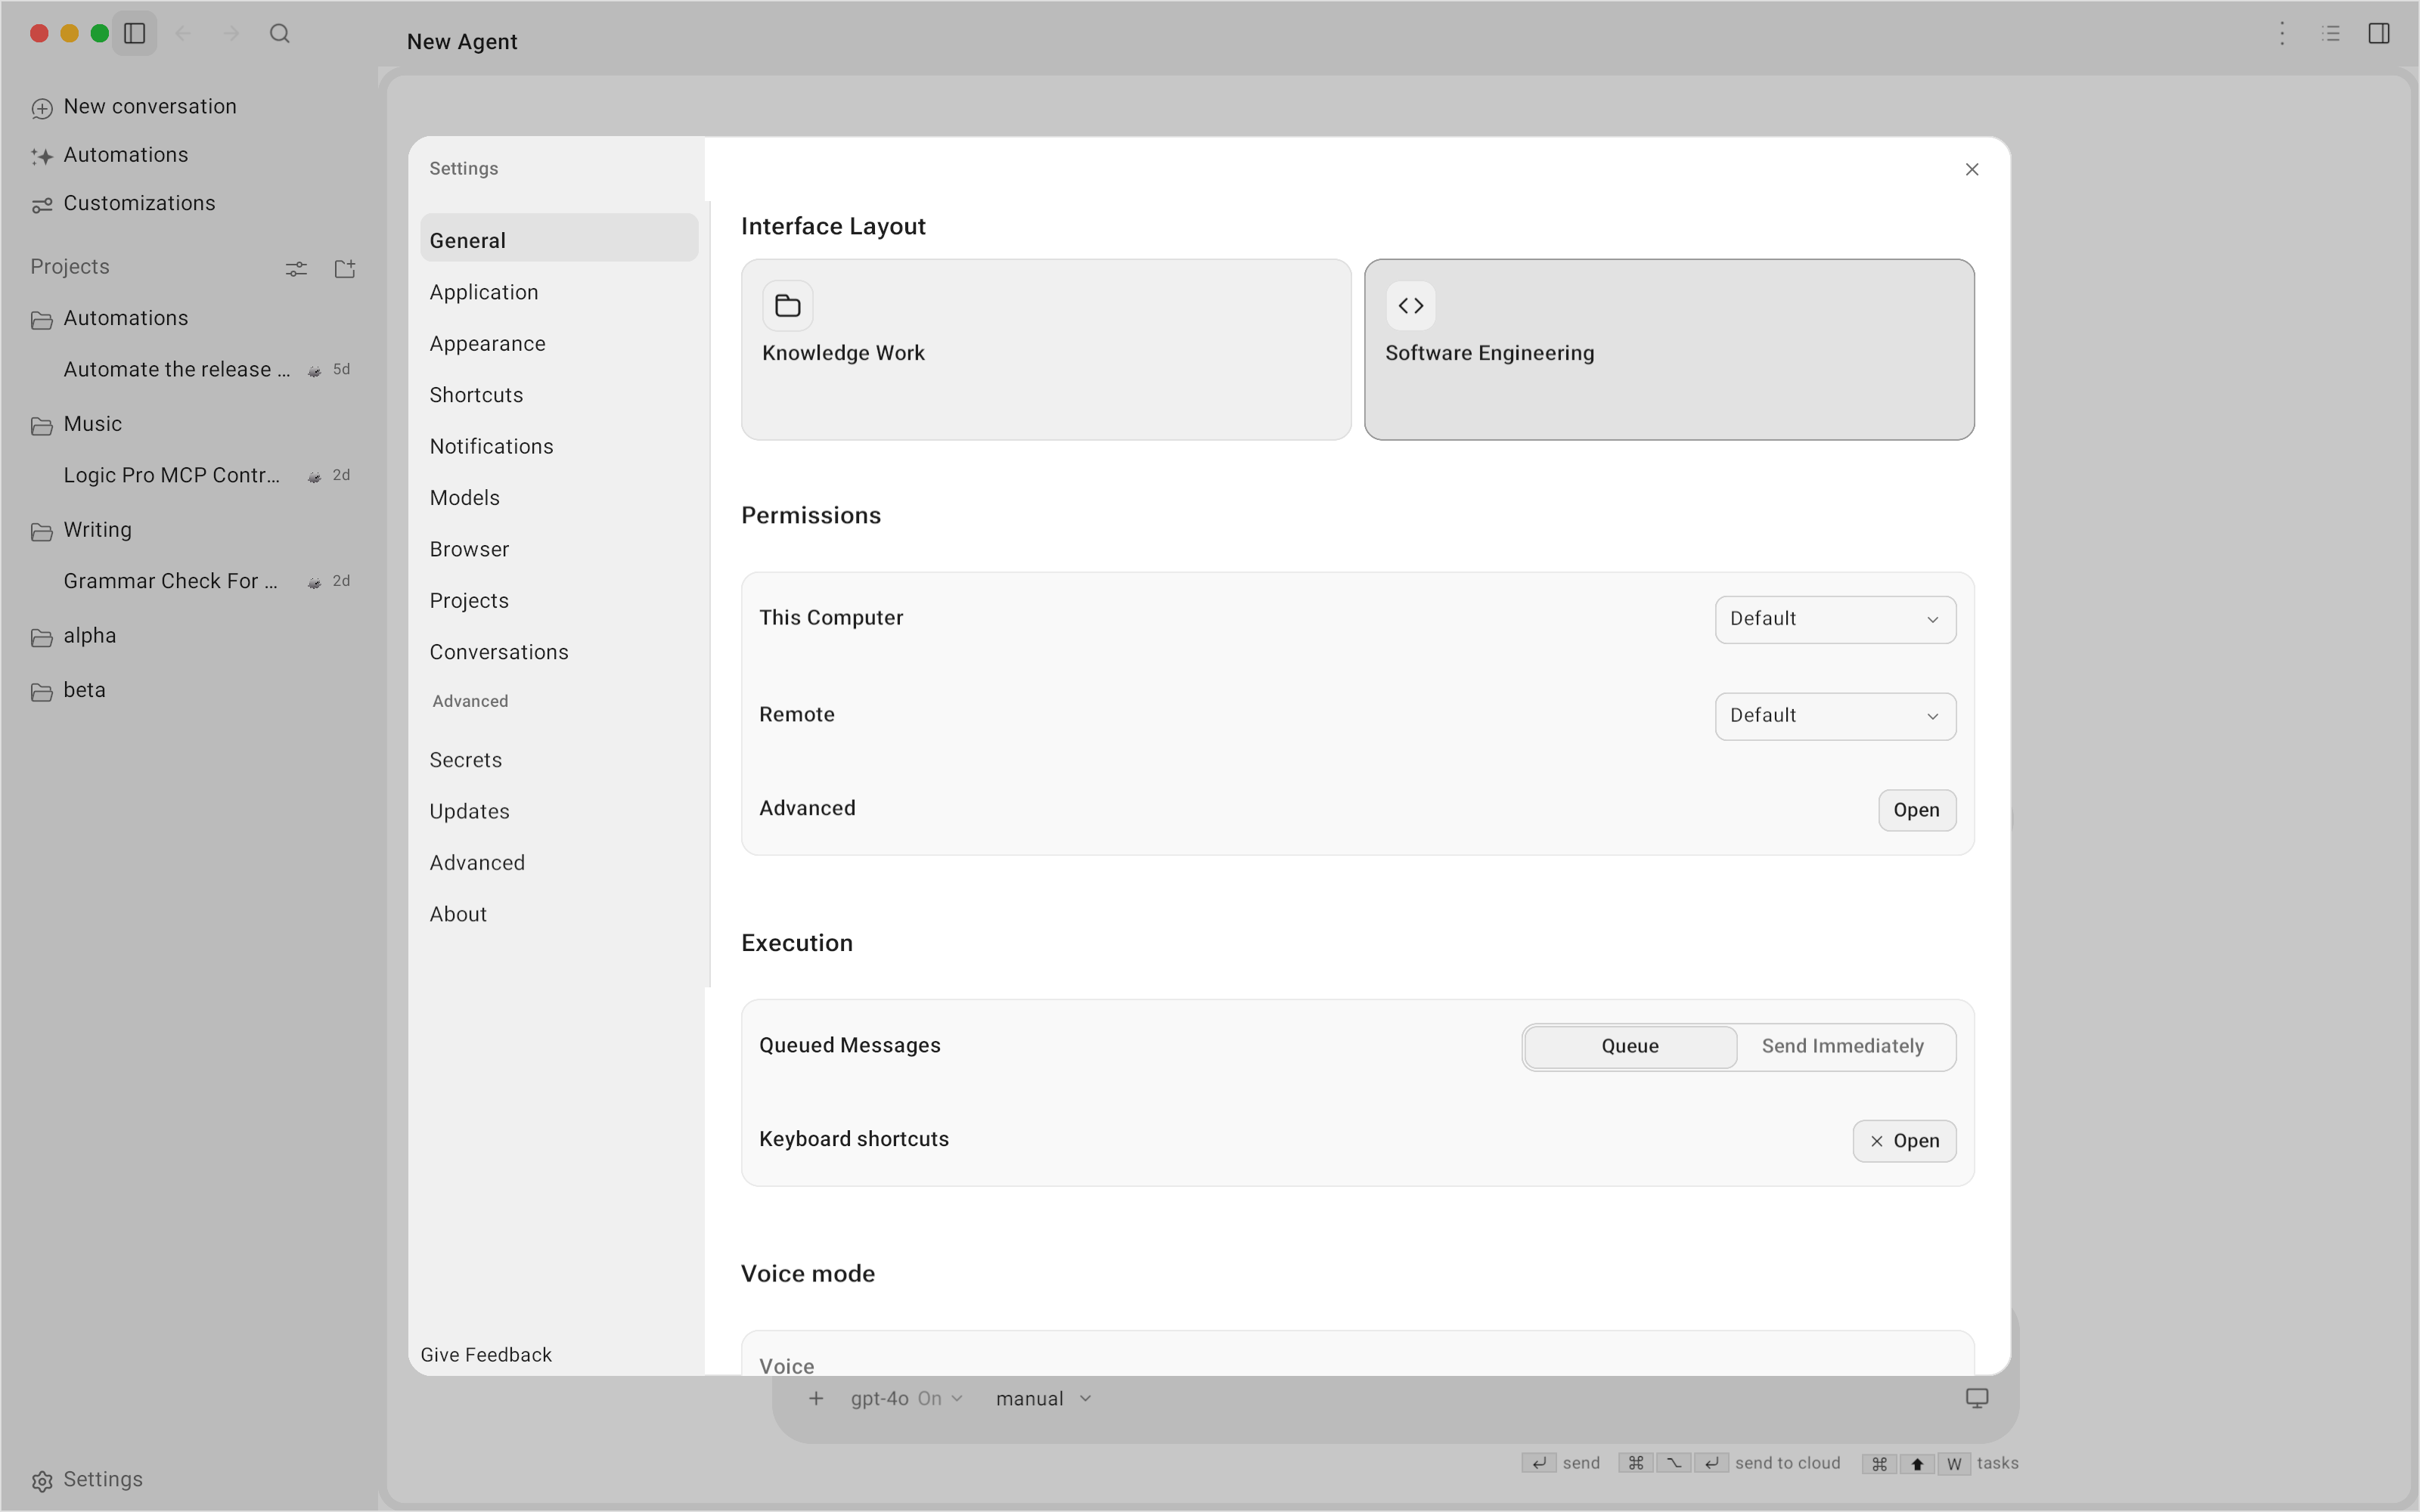 New Agent
New conversation
Automations
Customizations
Projects
Automations
Automate the release ... 5d
Music
Logic Pro MCP Contr... 2d
Writing
Grammar Check For ... 2d
alpha
beta
Settings
Settings
General
Application
Appearance
Shortcuts
Notifications
Models
Browser
Projects
Conversations
Advanced
Secrets
Updates
Advanced
About
Give Feedback
Interface Layout
Knowledge Work
Software Engineering
Permissions
This Computer Default
Remote Default
Advanced Open
Execution
Queued Messages Queue Send Immediately
Keyboard shortcuts Open
Voice mode
Voice
gpt-4o On manual
↵ send ⌘ ⌥ ↵ send to cloud ⌘ ⬆ W tasks